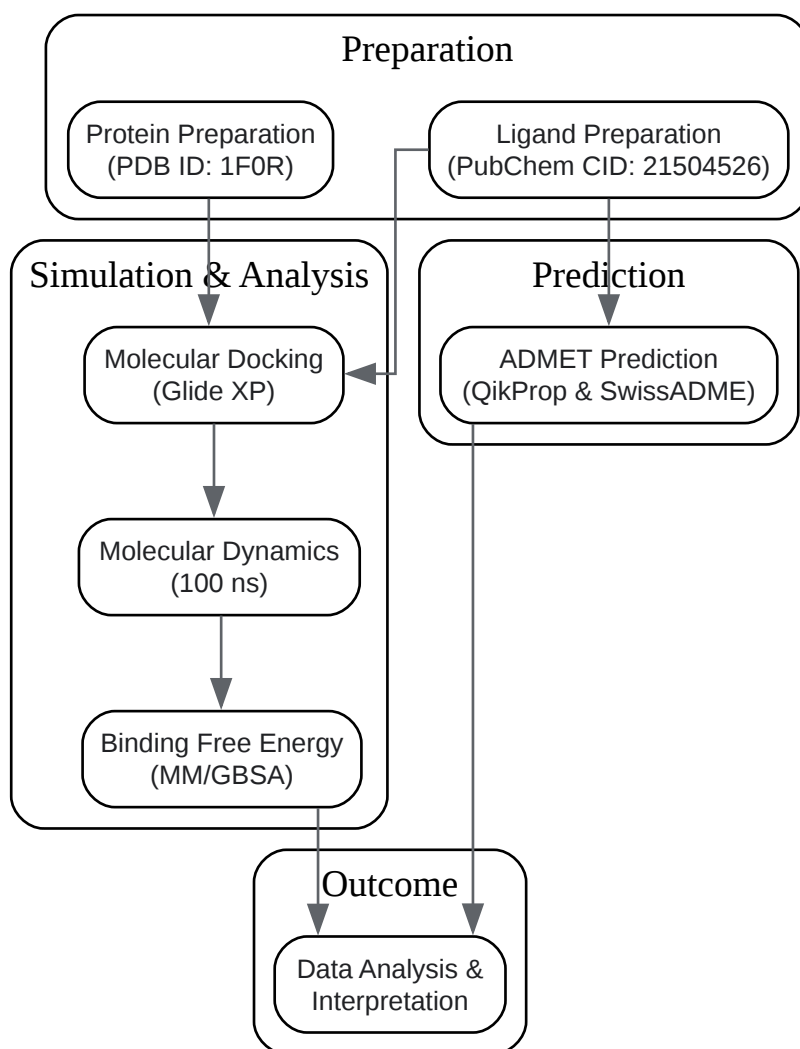 Preparation
Protein Preparation
(PDB ID: 1F0R)
Ligand Preparation
(PubChem CID: 21504526)
Simulation & Analysis
Prediction
Molecular Docking
(Glide XP)
ADMET Prediction
(QikProp & SwissADME)
Molecular Dynamics
(100 ns)
Binding Free Energy
(MM/GBSA)
Outcome
Data Analysis &
Interpretation